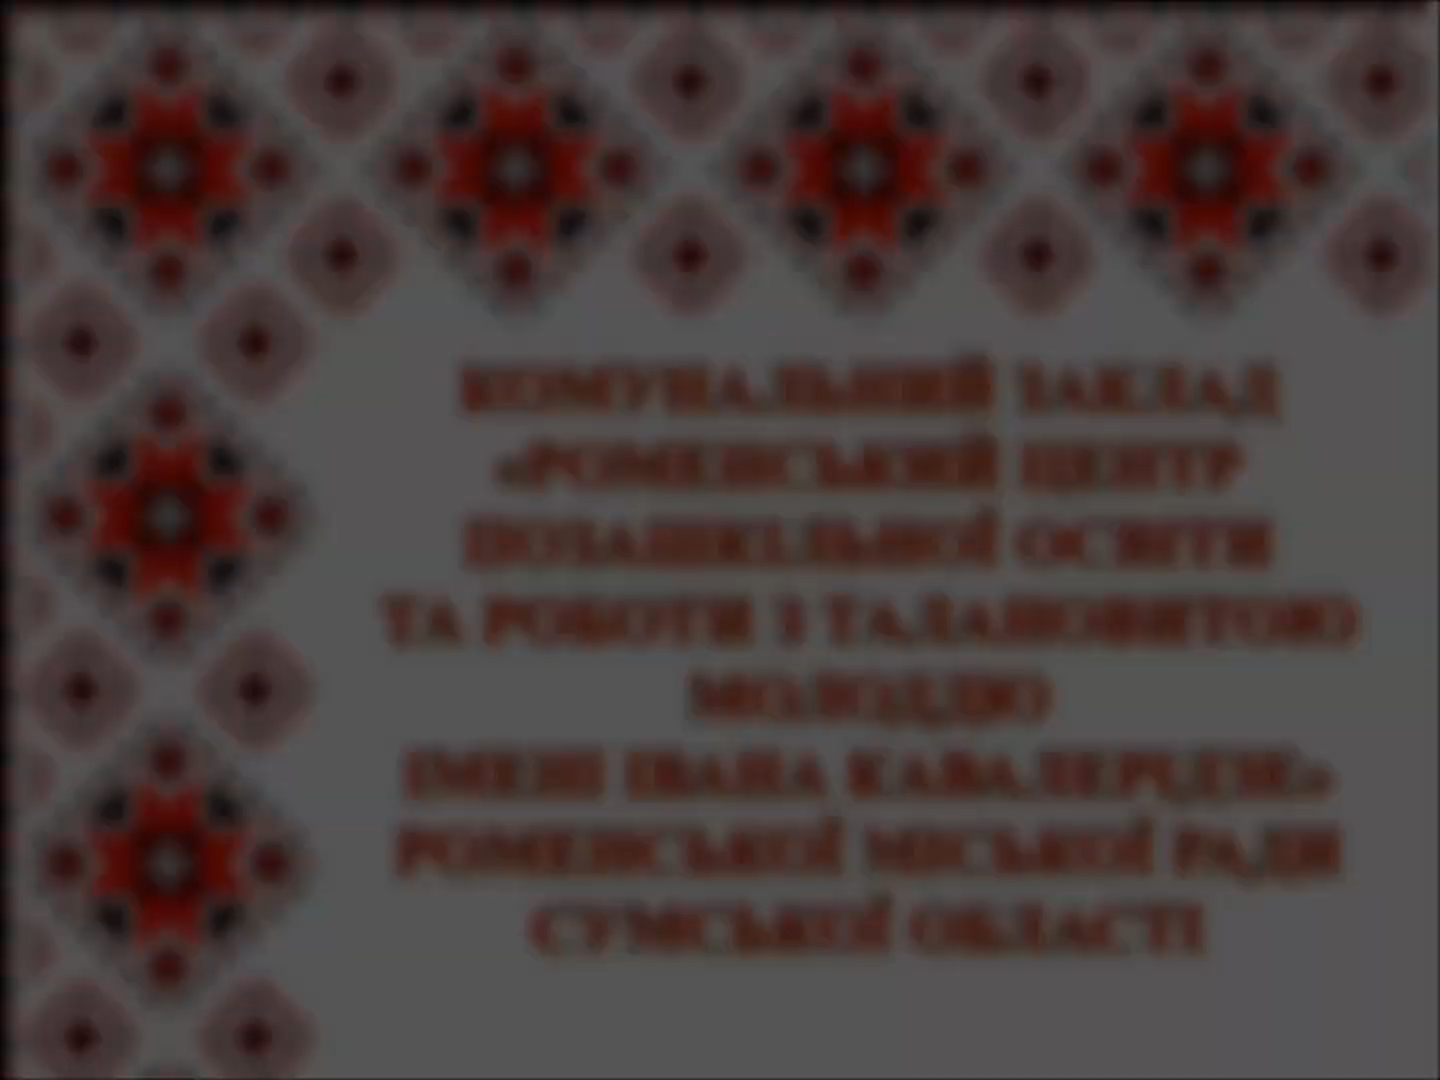 КОМУНАЛЬНИЙ ЗАКЛАД
«РОМЕНСЬКИЙ ЦЕНТР
ПОЗАШКІЛЬНОЇ ОСВІТИ
ТА РОБОТИ З ТАЛАНОВИТОЮ
МОЛОДДЮ
ІМЕНІ ІВАНА КАВАЛЕРІДЗЕ»
РОМЕНСЬКОЇ МІСЬКОЇ РАДИ
СУМСЬКОЇ ОБЛАСТІ